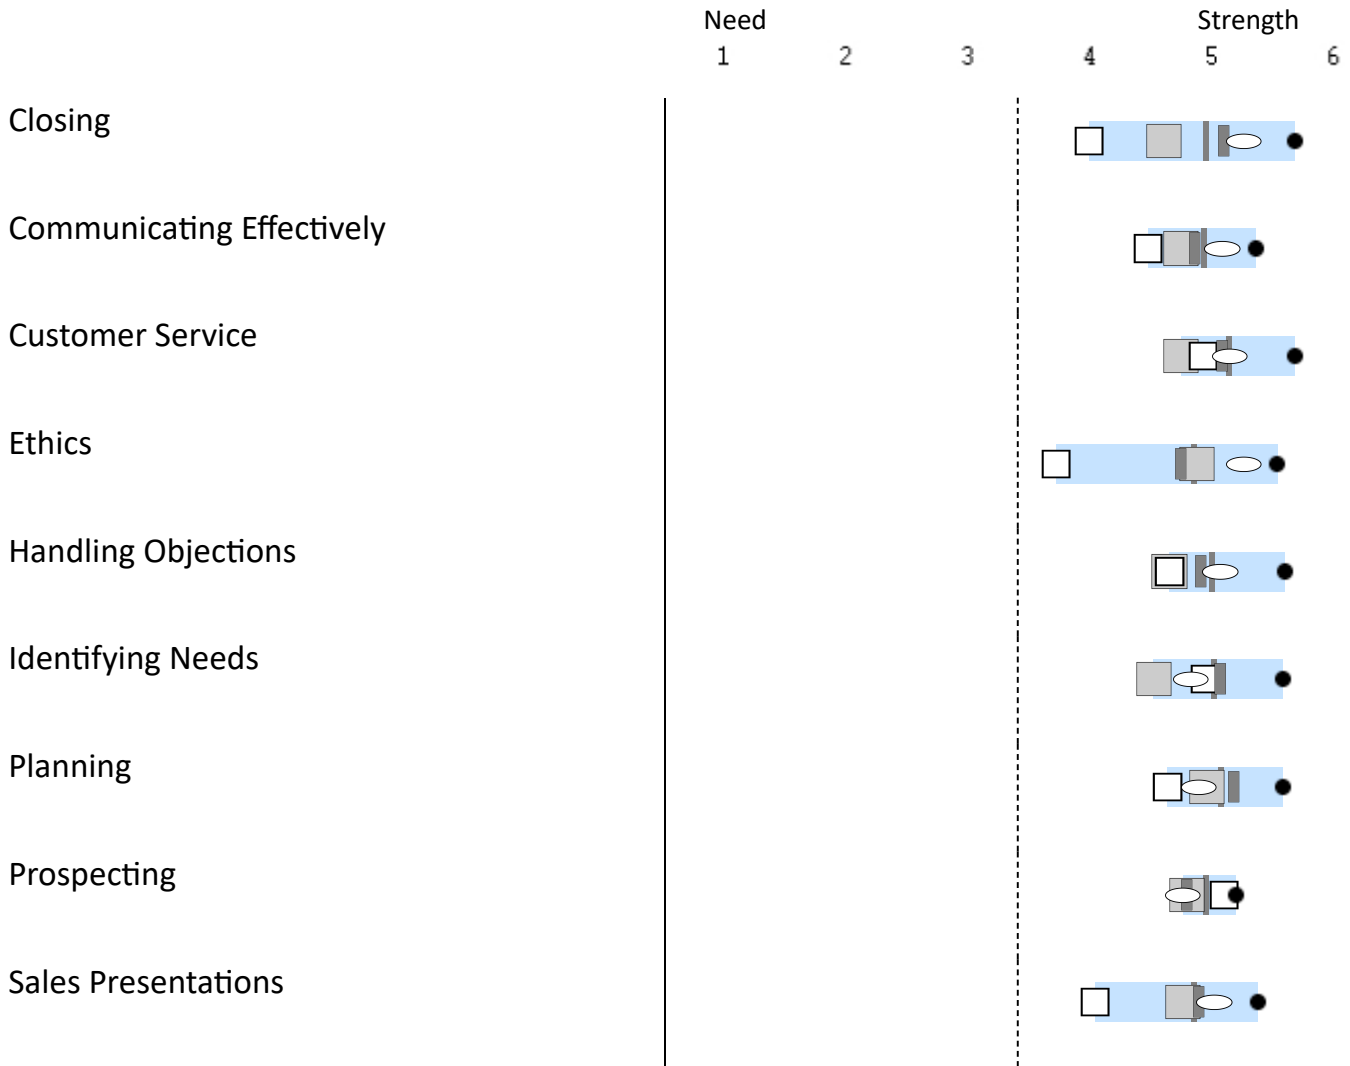 Need Strength
1 2 3 4 5 6
Closing
Communicating Effectively
Customer Service
Ethics
Handling Objections
Identifying Needs
Planning
Prospecting
Sales Presentations